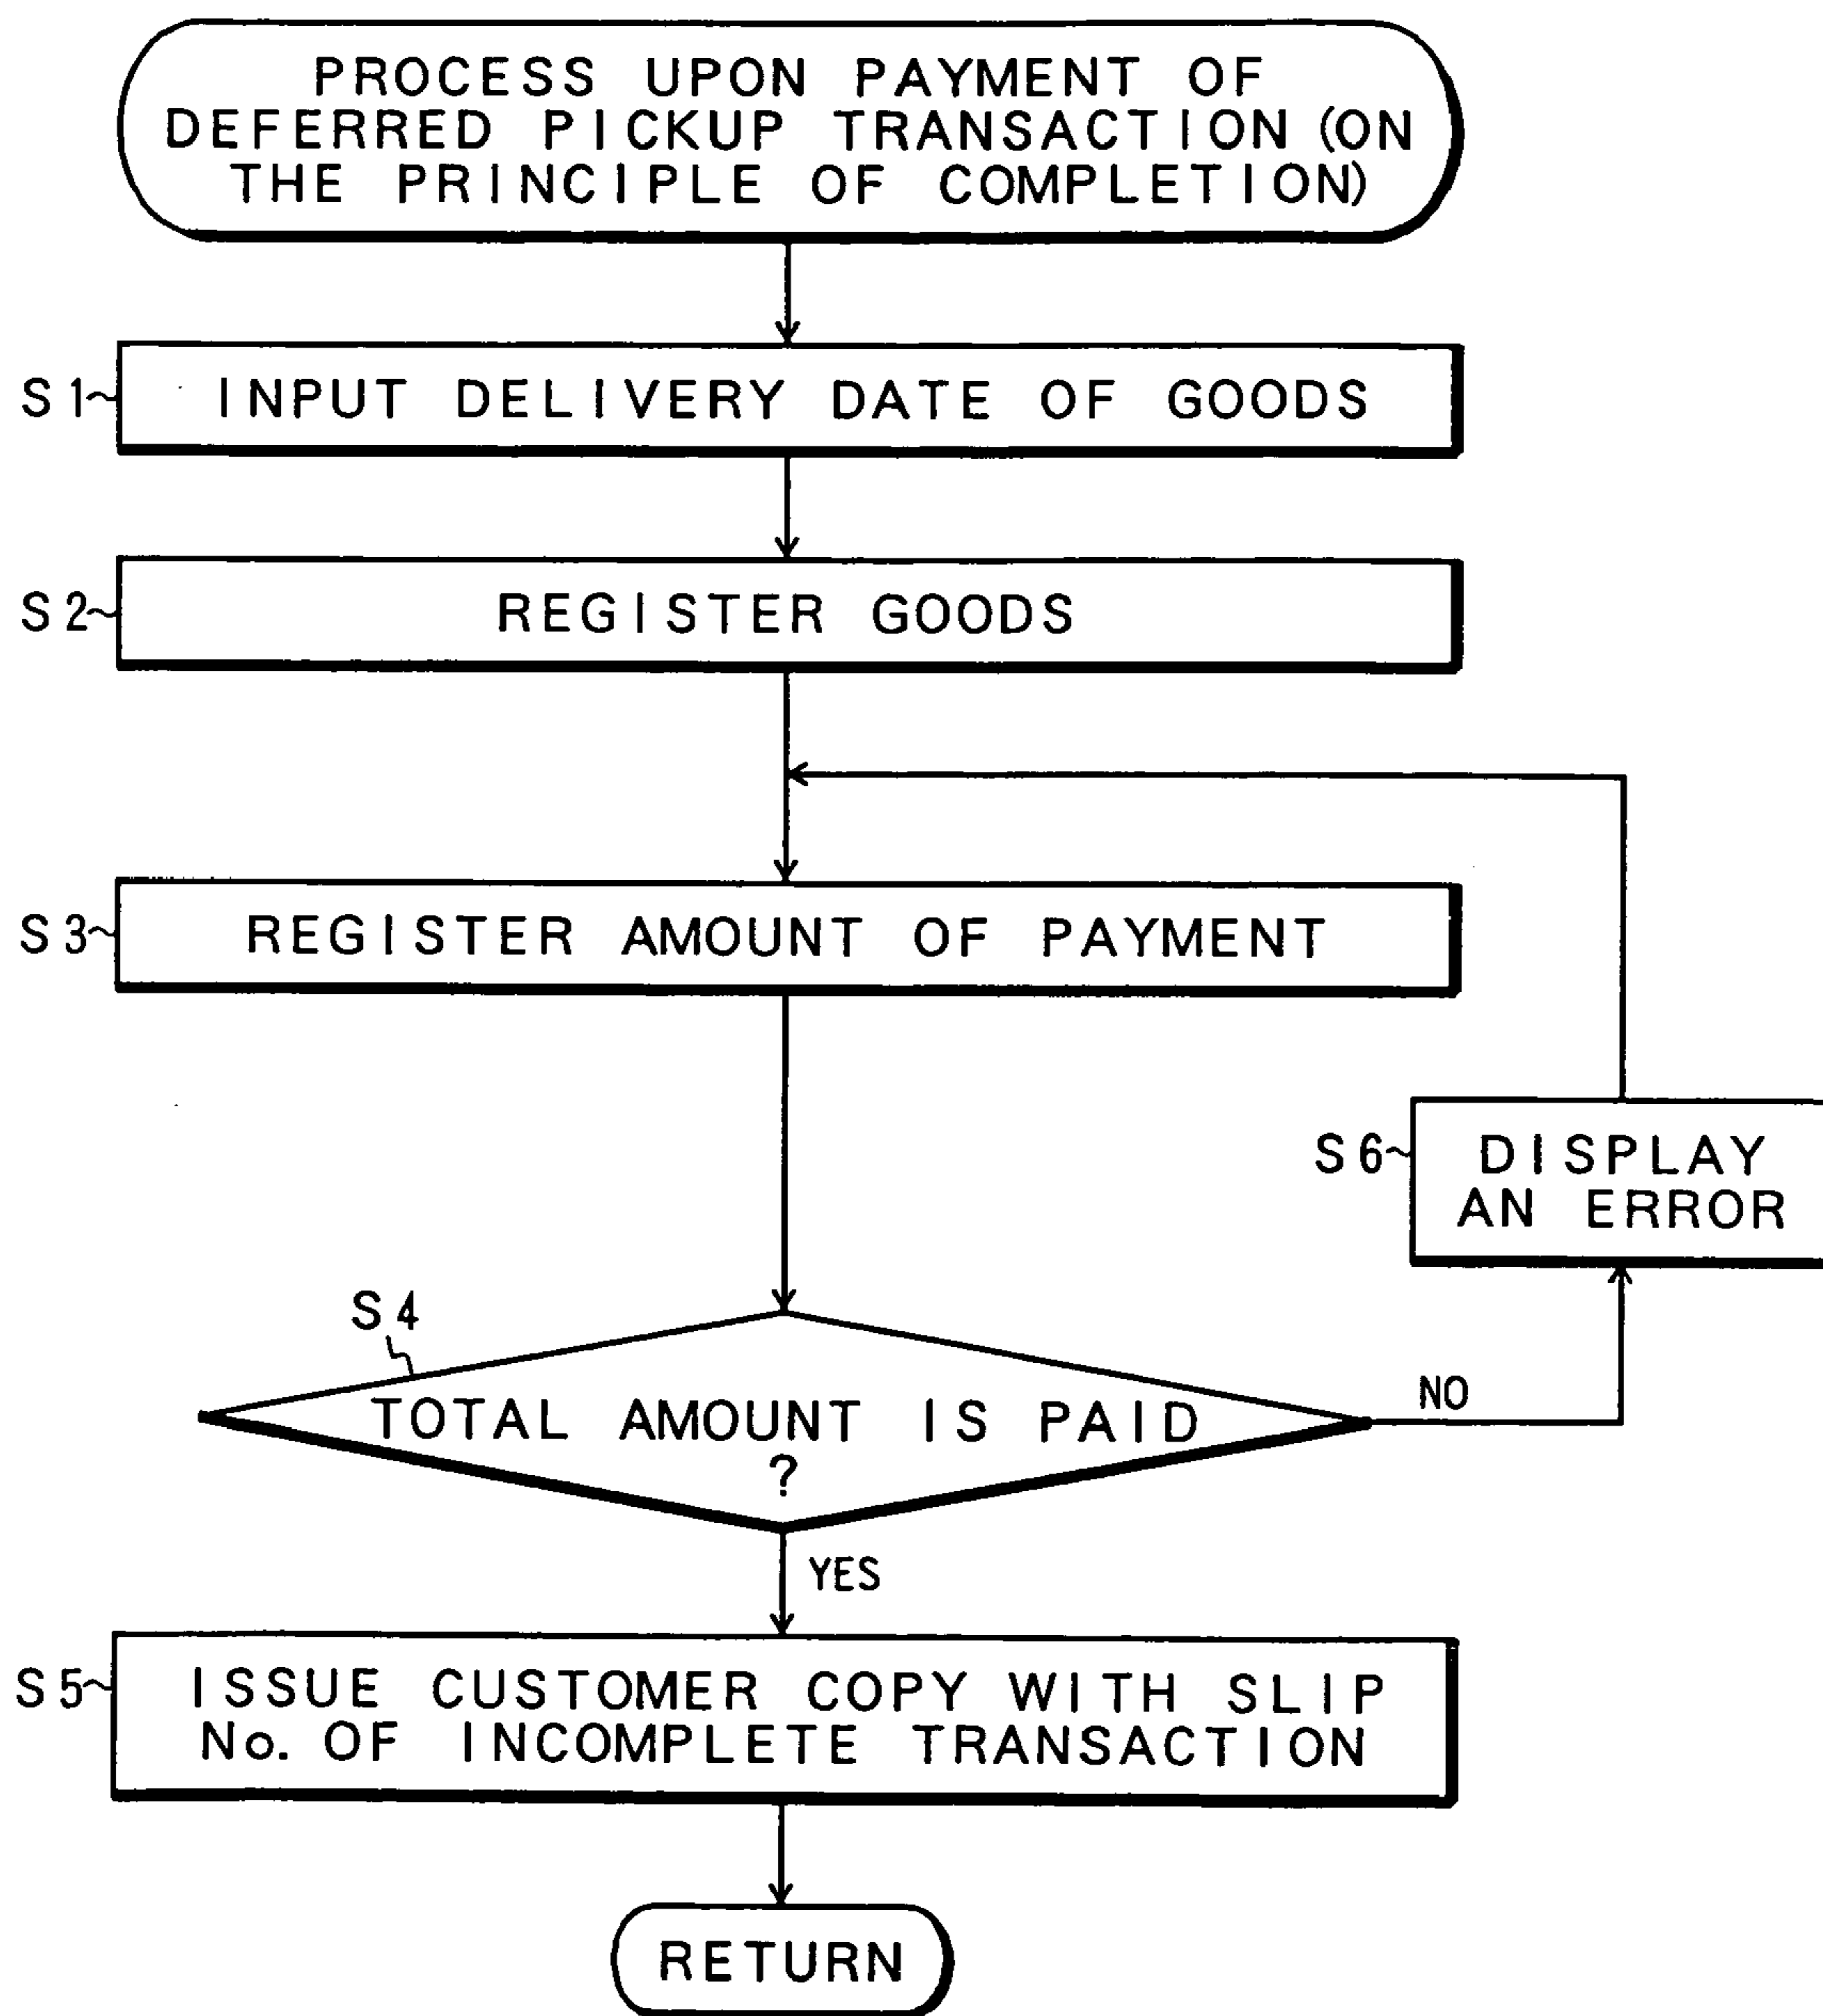 PROCESS UPON PAYMENT OF
DEFERRED PICKUP TRANSACTION (ON
THE PRINCIPLE OF COMPLETION)
S1
INPUT DELIVERY DATE OF GOODS
S2
REGISTER GOODS
S3
REGISTER AMOUNT OF PAYMENT
S6
DISPLAY
AN ERROR
S4
TOTAL AMOUNT IS PAID
?
NO
YES
S5
ISSUE CUSTOMER COPY WITH SLIP
No. OF INCOMPLETE TRANSACTION
RETURN